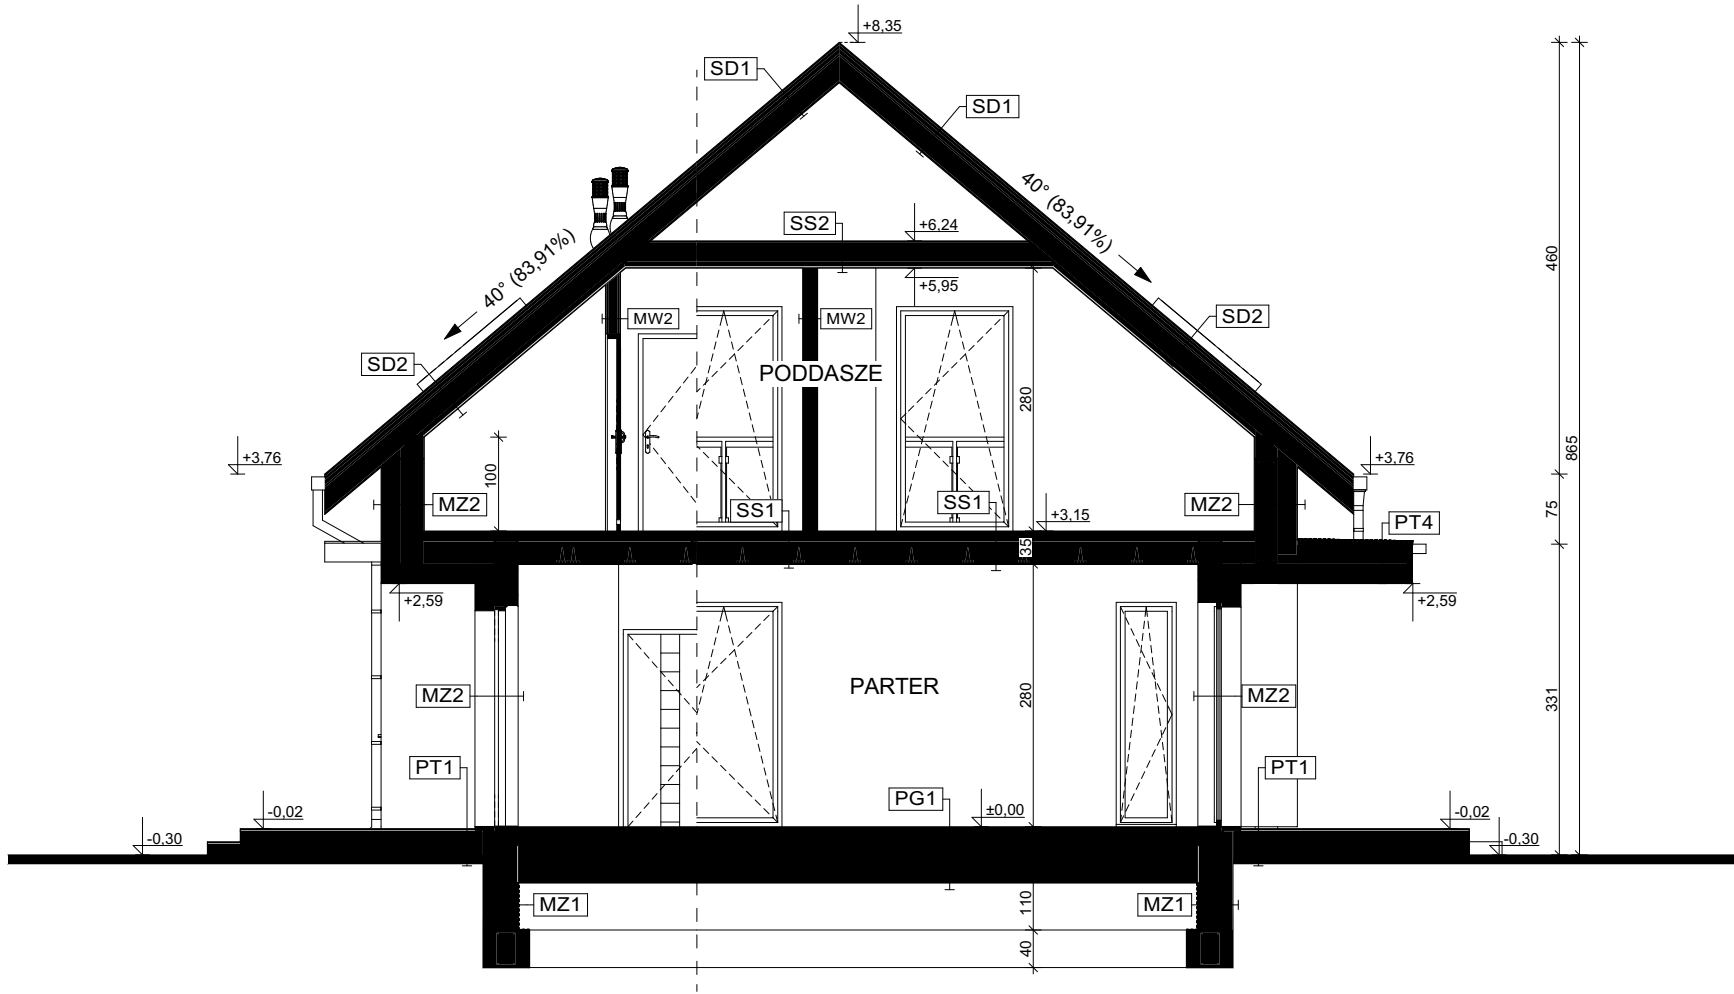 +8,35
SD1
SD1
40° (83,91%)
SS2
+6,24
40° (83,91%)
460
+5,95
MW2
MW2
SD2
SD2
PODDASZE
280
865
+3,76
+3,76
100
MZ2
SS1
SS1
MZ2
75
+3,15
PT4
35
+2,59
+2,59
PARTER
MZ2
280
MZ2
331
PT1
PT1
PG1
±0,00
-0,02
-0,02
-0,30
-0,30
MZ1
110
MZ1
40